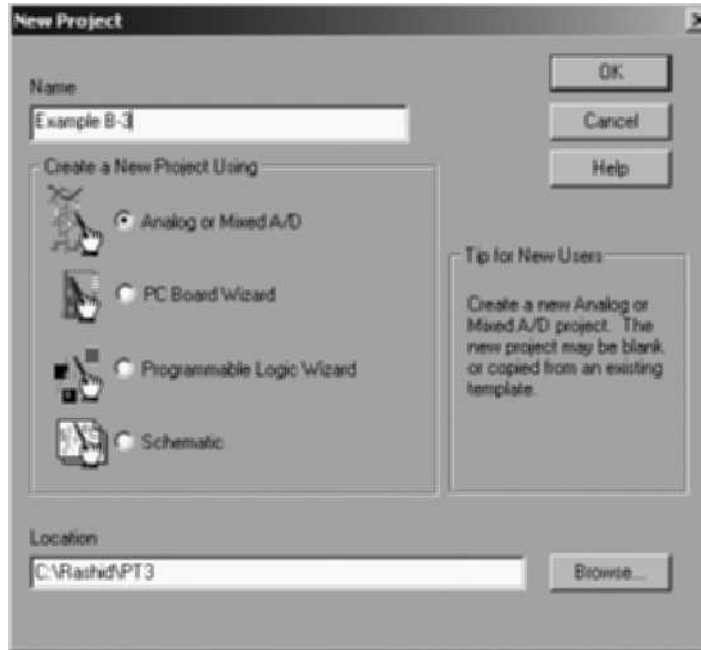 New Project
Name
Example B-3
OK
Cancel
Help
Create a New Project Using
Analog or Mixed A/D
PC Board Wizard
Programmable Logic Wizard
Schematic
Tip for New Users
Create a new Analog or
Mixed A/D project. The
new project may be blank
or copied from an existing
template.
Location
C:\Rashid\PT3
Browse...